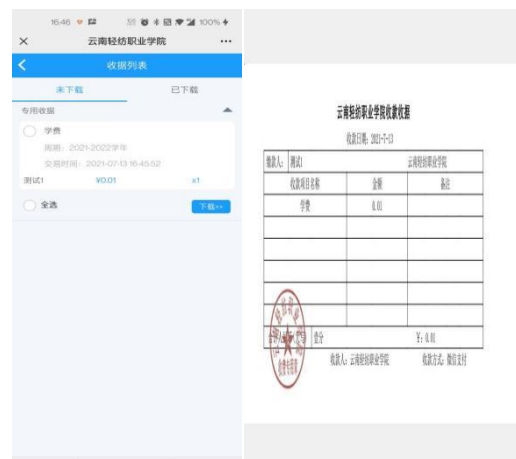 16:46
100%
云南轻纺职业学院
收据列表
未下载
已下载
专用收据
学费
周期：2021-2022学年
交易时间：2021-07-13 16:45:52
测试1 ¥0.01 x1
全选
下载>>
云南轻纺职业学院收款收据
收款日期：2021-7-13
缴款人：测试1 云南轻纺职业学院
收款项目名称 金额 备注
学费 0.01
壹分 ¥：0.01
收款人：云南轻纺职业学院 收款方式：微信支付